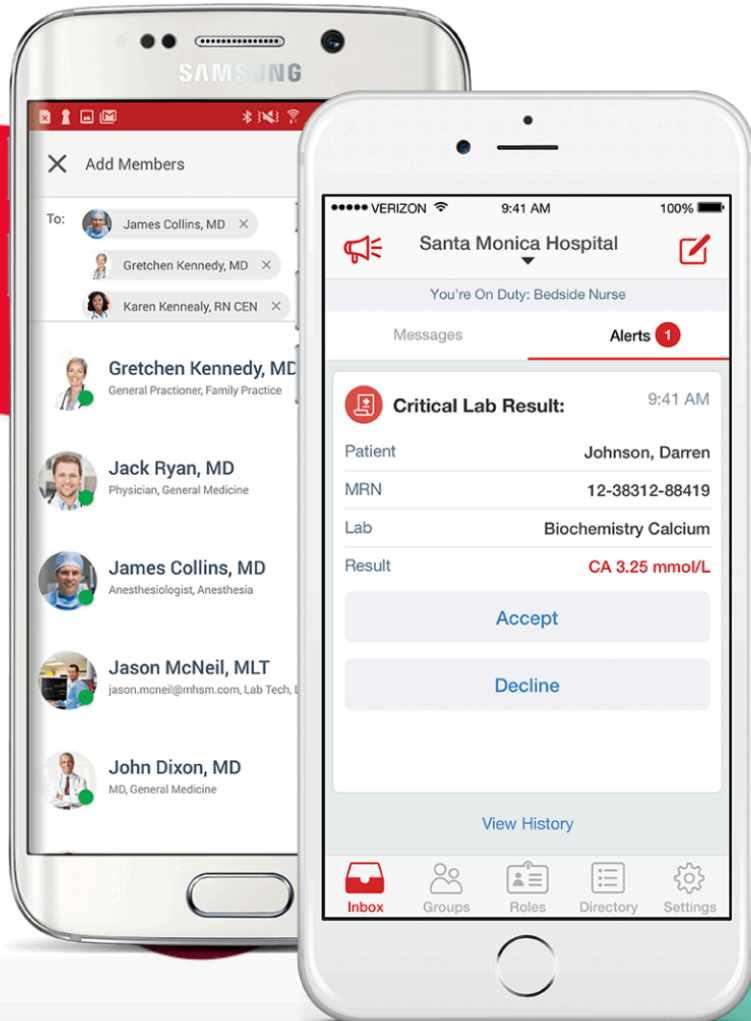 SAMSUNG
Add Members
To:
James Collins, MD ×
Gretchen Kennedy, MD ×
Karen Kennealy, RN CEN ×
Gretchen Kennedy, MD
General Practioner, Family Practice
Jack Ryan, MD
Physician, General Medicine
James Collins, MD
Anesthesiologist, Anesthesia
Jason McNeil, MLT
jason.mcneil@mhsm.com, Lab Tech, L
John Dixon, MD
MD, General Medicine
VERIZON 9:41 AM 100%
Santa Monica Hospital
You're On Duty: Bedside Nurse
Messages Alerts 1
Critical Lab Result: 9:41 AM
Patient Johnson, Darren
MRN 12-38312-88419
Lab Biochemistry Calcium
Result CA 3.25 mmol/L
Accept
Decline
View History
Inbox Groups Roles Directory Settings